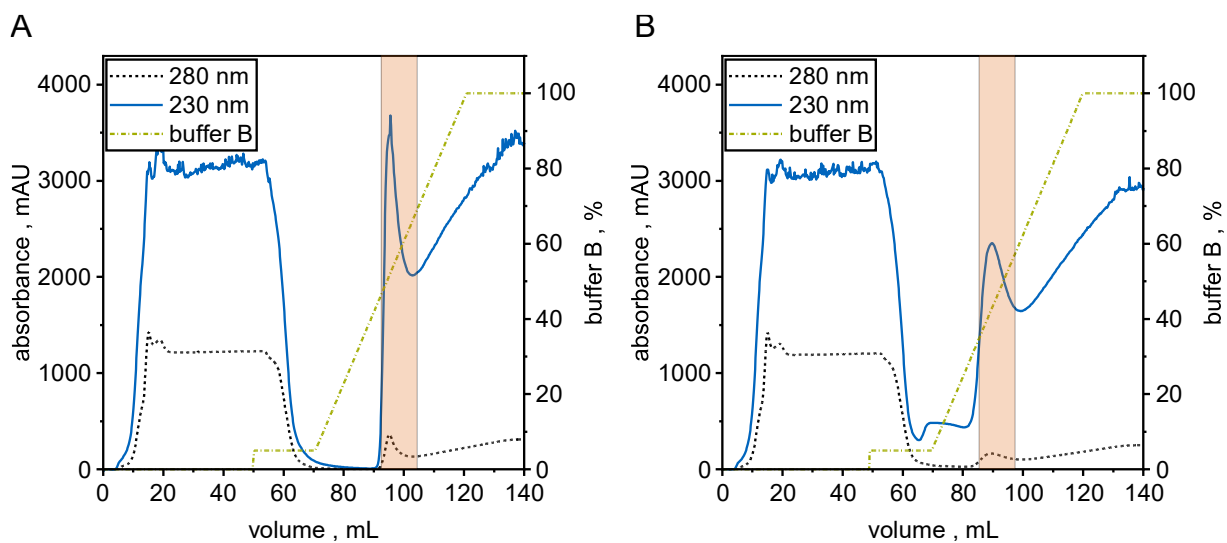 A
B
280 nm
230 nm
buffer B
280 nm
230 nm
buffer B
absorbance , mAU
4000
3000
2000
1000
0
buffer B , %
100
80
60
40
20
0
0 20 40 60 80 100 120 140
volume , mL
absorbance , mAU
4000
3000
2000
1000
0
buffer B , %
100
80
60
40
20
0
0 20 40 60 80 100 120 140
volume , mL